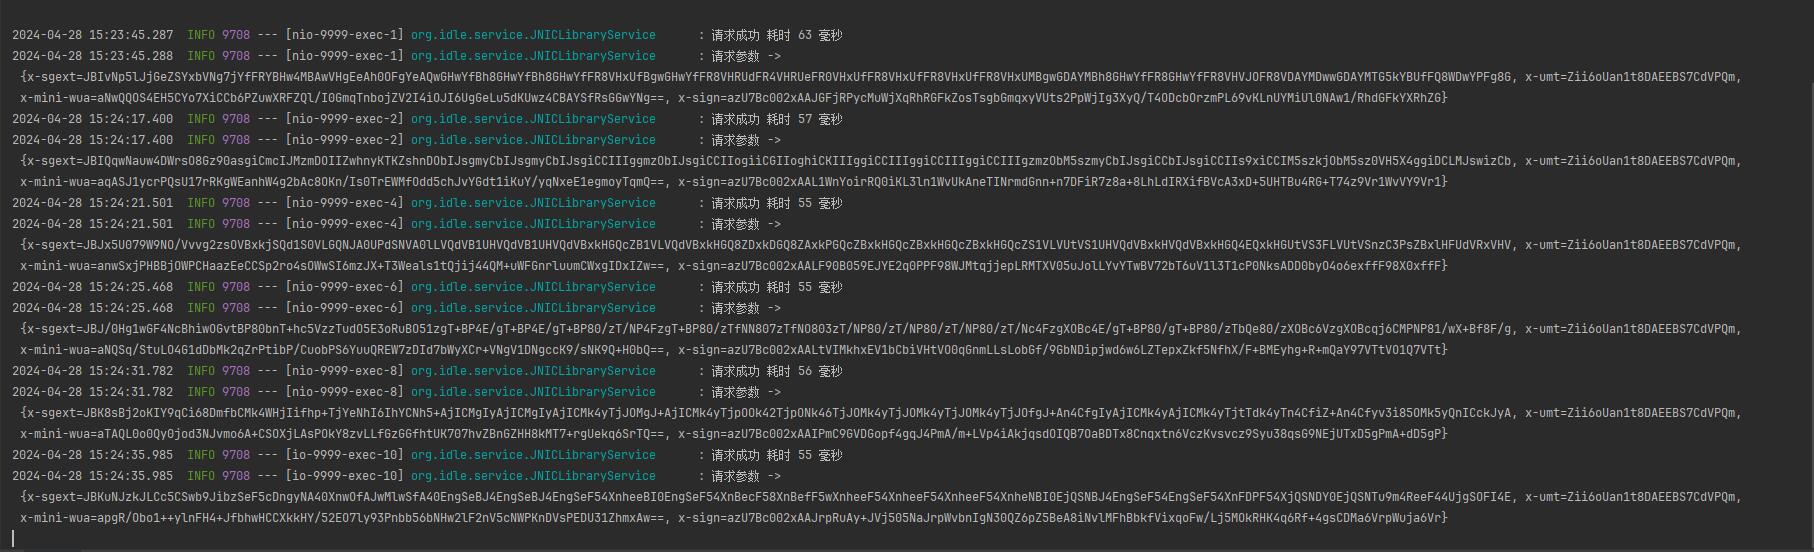 2024-04-28 15:23:45.287  INFO 9708 --- [nio-9999-exec-1] org.idle.service.JNICLibraryService      : 请求成功 耗时 63 毫秒
2024-04-28 15:23:45.288  INFO 9708 --- [nio-9999-exec-1] org.idle.service.JNICLibraryService      : 请求参数 ->
{x-sgext=JBIvNp5lJjGeZSYxbVNg7jYfFRYBHw4MBAwVHgEeAh0OFgYeAQwGHwYfBh8GHwYfBh8GHwYfFR8VHxUfBgwGHwYfFR8VHRUdFR4VHRUeFR0VHxUfFR8VHxUfFR8VHxUfFR8VHxUMBgwGDAYMBh8GHwYfFR8GHwYfFR8VHVJOFR8VDAYMDwwGDAYMTG5kYBUfFQ8WDwYPFg8G, x-umt=Zii6oUan1t8DAEEBS7CdVPQm,
x-mini-wua=aNwQQOS4EH5CYo7XiCCb6PZuwXRFZQl/I0GmqTnbojZV2I4iOJI6UgGeLu5dKUwz4CBAYSfRsGGwYNg==, x-sign=azU7Bc002xAAJGFjRPycMuWjXqRhRGFkZosTsgbGmqxyVUts2PpWjIg3XyQ/T4ODcbOrzmPL69vKLnUYMiUl0NAw1/RhdGFkYXRhZG}
2024-04-28 15:24:17.400  INFO 9708 --- [nio-9999-exec-2] org.idle.service.JNICLibraryService      : 请求成功 耗时 57 毫秒
2024-04-28 15:24:17.400  INFO 9708 --- [nio-9999-exec-2] org.idle.service.JNICLibraryService      : 请求参数 ->
{x-sgext=JBIQqwNauw4DWrsO8Gz90asgiCmcIJMzmDOIIZwhnyKTKZshnDObIJsgmyCbIJsgmyCbIJsgiCCIIIggmzObIJsgiCCIIogiiCGIIoghiCKIIIggiCCIIIggiCCIIIggiCCIIIgzmzObM5szmyCbIJsgiCCbIJsgiCCIIs9xiCCIM5szkjObM5sz0VH5X4ggiDCLMJswizCb, x-umt=Zii6oUan1t8DAEEBS7CdVPQm,
x-mini-wua=aqASJ1ycrPQsU17rRKgWEanhW4g2bAc8OKn/Is0TrEWMfOdd5chJvYGdt1iKuY/yqNxeE1egmoyTqmQ==, x-sign=azU7Bc002xAAL1WnYoirRQ0iKL3ln1WvUkAneTINrmdGnn+n7DFiR7z8a+8LhLdIRXifBVcA3xD+5UHTBu4RG+T74z9Vr1WvVY9Vr1}
2024-04-28 15:24:21.501  INFO 9708 --- [nio-9999-exec-4] org.idle.service.JNICLibraryService      : 请求成功 耗时 55 毫秒
2024-04-28 15:24:21.501  INFO 9708 --- [nio-9999-exec-4] org.idle.service.JNICLibraryService      : 请求参数 ->
{x-sgext=JBJx5U079W9NO/Vvvg2zsOVBxkjSQd1S0VLGQNJA0UPdSNVA0lLVQdVB1UHVQdVB1UHVQdVBxkHGQcZB1VLVQdVBxkHGQ8ZDxkDGQ8ZAxkPGQcZBxkHGQcZBxkHGQcZBxkHGQcZS1VLVUtVS1UHVQdVBxkHVQdVBxkHGQ4EQxkHGUtVS3FLVUtVSnzC3PsZBxlHFUdVRxVHV, x-umt=Zii6oUan1t8DAEEBS7CdVPQm,
x-mini-wua=anwSxjPHBBjOWPCHaazEeCCSp2ro4sOWwSI6mzJX+T3Weals1tQjij44QM+uWFGnrluumCWxgIDxIZw==, x-sign=azU7Bc002xAALF90B059EJYE2q0PPF98WJMtqjjepLRMTXV05uJolLYvYTwBV72bT6uV1l3T1cP0NksADD0byO4o6exffF98X0xffF}
2024-04-28 15:24:25.468  INFO 9708 --- [nio-9999-exec-6] org.idle.service.JNICLibraryService      : 请求成功 耗时 55 毫秒
2024-04-28 15:24:25.468  INFO 9708 --- [nio-9999-exec-6] org.idle.service.JNICLibraryService      : 请求参数 ->
{x-sgext=JBJ/OHg1wGF4NcBhiwOGvtBP80bnT+hc5VzzTudO5E3oRuBO51zgT+BP4E/gT+BP4E/gT+BP80/zT/NP4FzgT+BP80/zTfNN807zTfNO803zT/NP80/zT/NP80/zT/NP80/zT/Nc4FzgXOBc4E/gT+BP80/gT+BP80/zTbQe80/zXOBc6VzgXOBcqj6CMPNP81/wX+Bf8F/g, x-umt=Zii6oUan1t8DAEEBS7CdVPQm,
x-mini-wua=aNQSq/StuLO4G1dDbMk2qZrPtibP/CuobPS6YuuQREW7zDId7bWyXCr+VNgV1DNgccK9/sNK9Q+H0bQ==, x-sign=azU7Bc002xAALtVIMkhxEV1bCbiVHtVO0qGnmLLsLobGf/9GbNDipjwd6w6LZTepxZkf5NfhX/F+BMEyhg+R+mQaY97VTtVO1Q7VTt}
2024-04-28 15:24:31.782  INFO 9708 --- [nio-9999-exec-8] org.idle.service.JNICLibraryService      : 请求成功 耗时 56 毫秒
2024-04-28 15:24:31.782  INFO 9708 --- [nio-9999-exec-8] org.idle.service.JNICLibraryService      : 请求参数 ->
{x-sgext=JBK8sBj2oKIY9qCi68DmfbCMk4WHjIifhp+TjYeNhI6IhYCNh5+AjICMgIyAjICMgIyAjICMk4yTjJOMgJ+AjICMk4yTjpOOk42TjpONk46TjJOMk4yTjJOMk4yTjJOMk4yTjJOfgJ+An4CfgIyAjICMk4yAjICMk4yTjtTdk4yTn4CfiZ+An4Cfyv3i85OMk5yQnICckJyA, x-umt=Zii6oUan1t8DAEEBS7CdVPQm,
x-mini-wua=aTAQL0o0Qy0jod3NJvmo6A+CSOXjLAsPOkY8zvLLfGzGGfhtUK707hvZBnGZHH8kMT7+rgUekq6SrTQ==, x-sign=azU7Bc002xAAIPmC9GVDGopf4gqJ4PmA/m+LVp4iAkjqsdOIQB7OaBDTx8Cnqxtn6VczKvsvcz9Syu38qsG9NEjUTxD5gPmA+dD5gP}
2024-04-28 15:24:35.985  INFO 9708 --- [io-9999-exec-10] org.idle.service.JNICLibraryService      : 请求成功 耗时 55 毫秒
2024-04-28 15:24:35.985  INFO 9708 --- [io-9999-exec-10] org.idle.service.JNICLibraryService      : 请求参数 ->
{x-sgext=JBKuNJzkJLCc5CSwb9JibzSeF5cDngyNA40XnwOfAJwMlwSfA40EngSeBJ4EngSeBJ4EngSeF54XnheeBI0EngSeF54XnBecF58XnBefF5wXnheeF54XnheeF54XnheeF54XnheNBI0EjQSNBJ4EngSeF54EngSeF54XnFDPF54XjQSNDY0EjQSNTu9m4ReeF44UjgSOFI4E, x-umt=Zii6oUan1t8DAEEBS7CdVPQm,
x-mini-wua=apgR/Obo1++ylnFH4+JfbhwHCCXkkHY/52EO7ly93Pnbb56bNHw2lF2nV5cNWPKnDVsPEDU31ZhmxAw==, x-sign=azU7Bc002xAAJrpRuAy+JVj505NaJrpWvbnIgN30QZ6pZ5BeA8iNvlMFhBbkfVixqoFw/Lj5MOkRHK4q6Rf+4gsCDMa6VrpWuja6Vr}